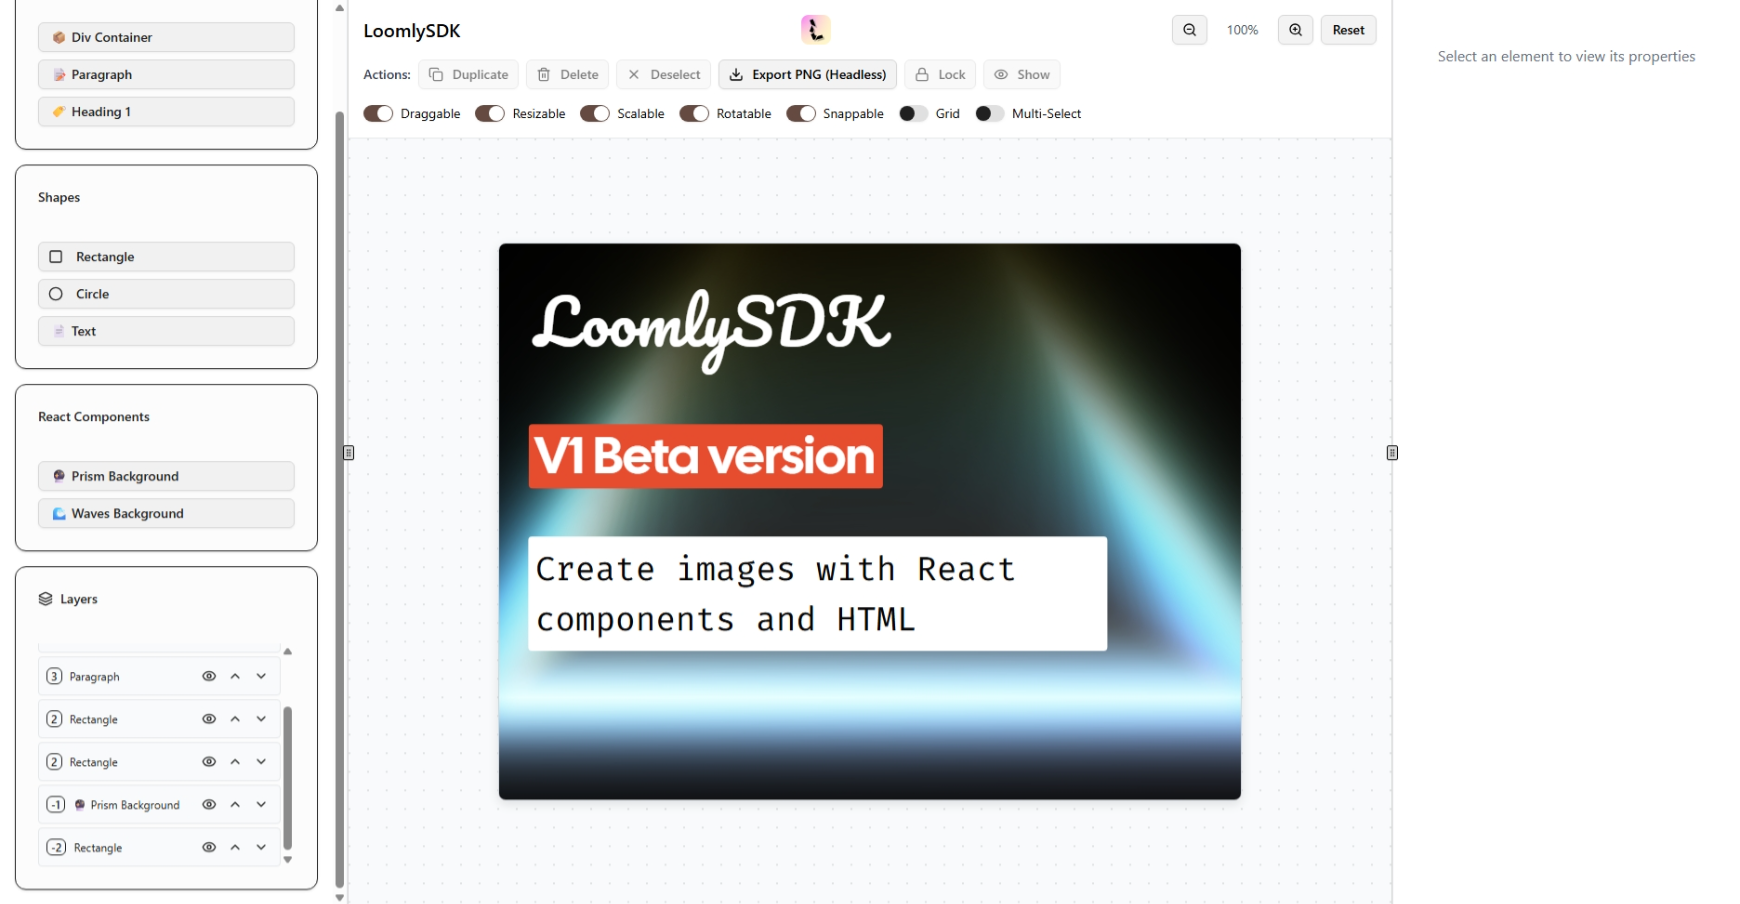 Div Container
Paragraph
Heading 1
Shapes
Rectangle
Circle
Text
React Components
Prism Background
Waves Background
Layers
3 Paragraph
2 Rectangle
2 Rectangle
-1 Prism Background
-2 Rectangle
LoomlySDK
100%
Reset
Actions:
Duplicate
Delete
Deselect
Export PNG (Headless)
Lock
Show
Draggable
Resizable
Scalable
Rotatable
Snappable
Grid
Multi-Select
LoomlySDK
V1 Beta version
Create images with React
components and HTML
Select an element to view its properties